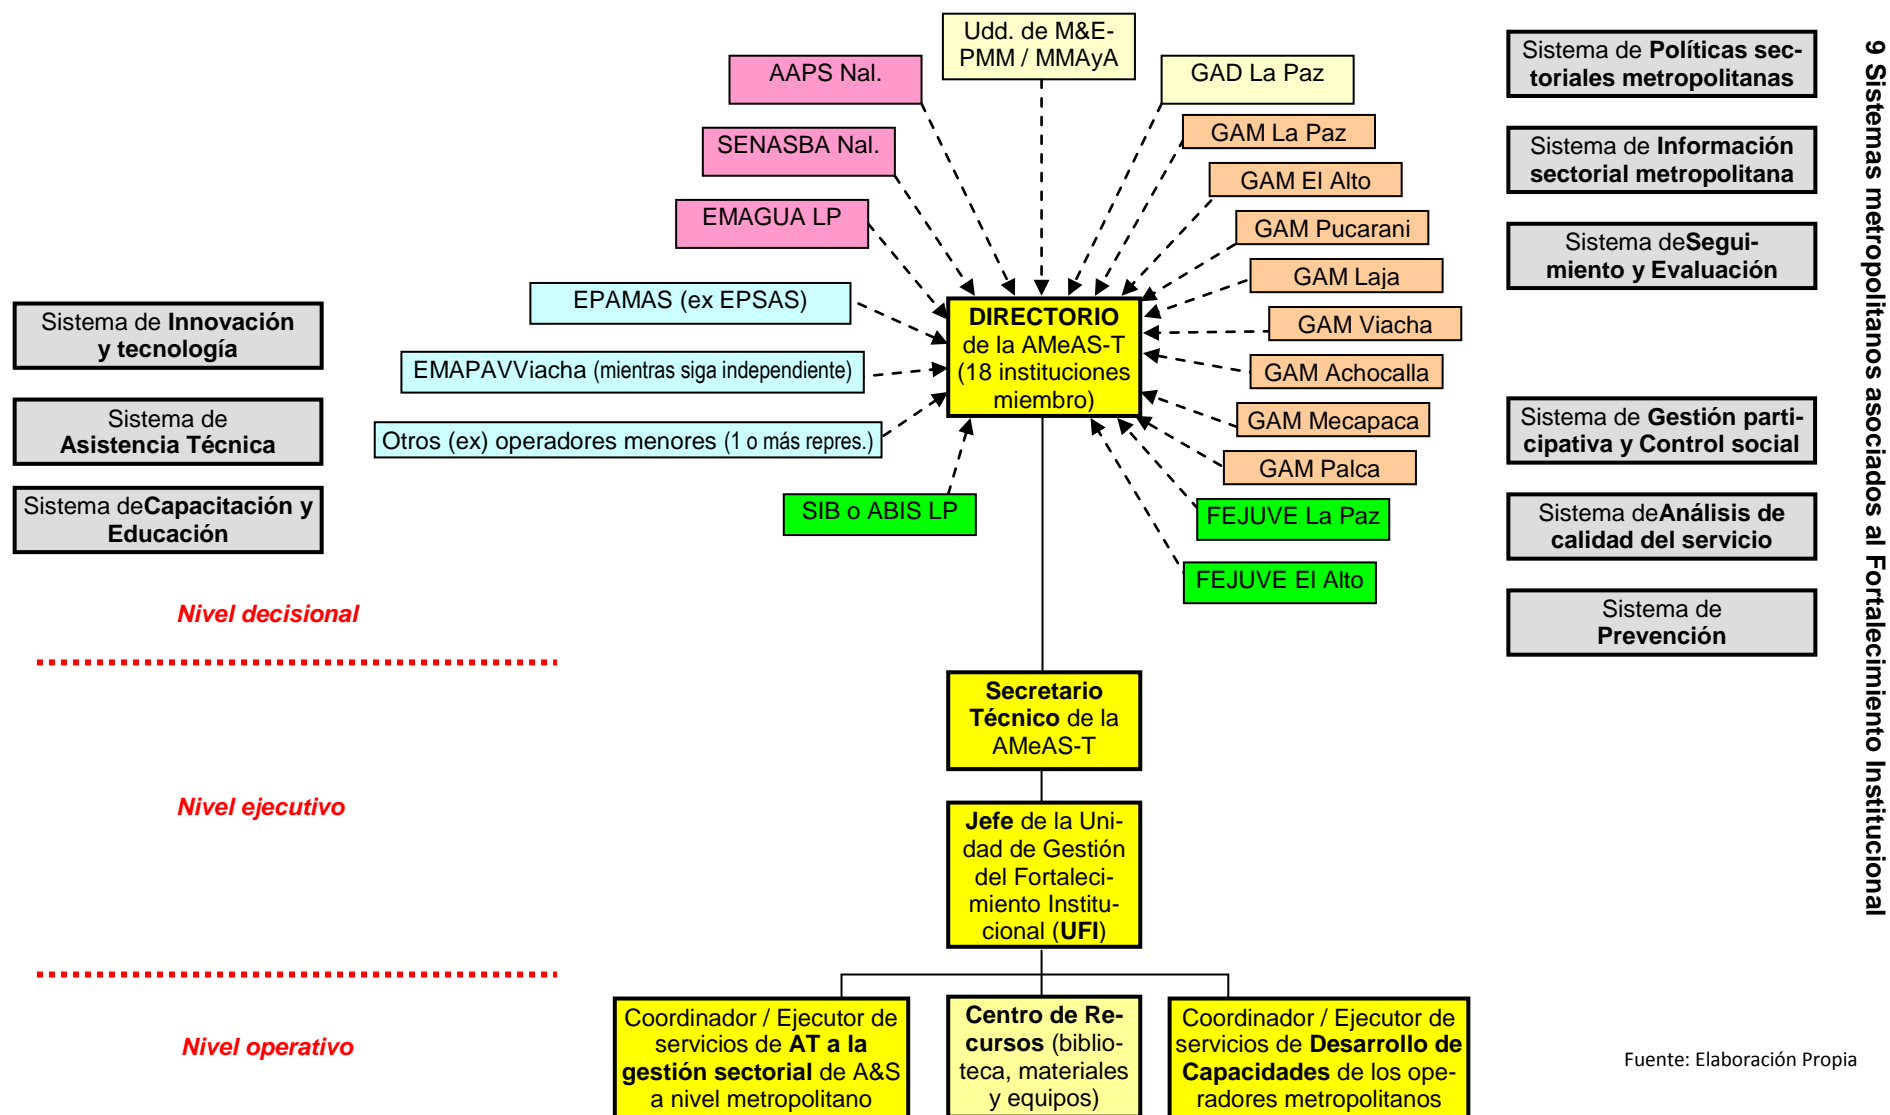 Udd. de M&E-
PMM / MMAyA
AAPS Nal.
GAD La Paz
SENASBA Nal.
GAM La Paz
EMAGUA LP
GAM El Alto
GAM Pucarani
GAM Laja
GAM Viacha
GAM Achocalla
GAM Mecapaca
GAM Palca
EPAMAS (ex EPSAS)
EMAPAVViacha (mientras siga independiente)
Otros (ex) operadores menores (1 o más repres.)
SIB o ABIS LP
FEJUVE La Paz
FEJUVE El Alto
DIRECTORIO
de la AMeAS-T
(18 instituciones
miembro)
Sistema de Innovación
y tecnología
Sistema de
Asistencia Técnica
Sistema deCapacitación y
Educación
Sistema de Políticas sec-
toriales metropolitanas
Sistema de Información
sectorial metropolitana
Sistema deSegui-
miento y Evaluación
Sistema de Gestión parti-
cipativa y Control social
Sistema deAnálisis de
calidad del servicio
Sistema de
Prevención
9 Sistemas metropolitanos asociados al Fortalecimiento Institucional
Nivel decisional
Secretario
Técnico de la
AMeAS-T
Nivel ejecutivo
Jefe de la Uni-
dad de Gestión
del Fortaleci-
miento Institu-
cional (UFI)
Nivel operativo
Coordinador / Ejecutor de
servicios de AT a la
gestión sectorial de A&S
a nivel metropolitano
Centro de Re-
cursos (biblio-
teca, materiales
y equipos)
Coordinador / Ejecutor de
servicios de Desarrollo de
Capacidades de los ope-
radores metropolitanos
Fuente: Elaboración Propia